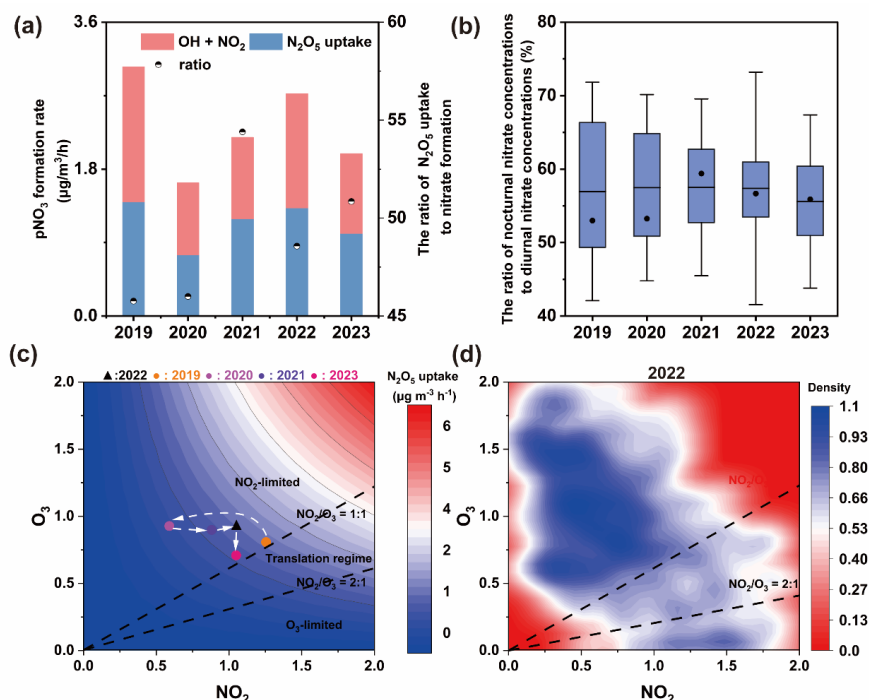 (a)
3.6
1.8
0.0
pNO₃ formation rate
(μg/m³/h)
OH + NO₂
N₂O₅ uptake
ratio
60
55
50
45
The ratio of N₂O₅ uptake
to nitrate formation
2019 2020 2021 2022 2023
(b)
80
70
60
50
40
The ratio of nocturnal nitrate concentrations
to diurnal nitrate concentrations (%)
2019 2020 2021 2022 2023
(c)
▲:2022 ●: 2019 ●: 2020 ●: 2021 ●: 2023
N₂O₅ uptake
(μg m⁻³ h⁻¹)
2.0
1.5
1.0
0.5
0.0
O₃
NO₂-limited
NO₂/O₃ = 1:1
Translation regime
NO₂/O₃ = 2:1
O₃-limited
0.0 0.5 1.0 1.5 2.0
NO₂
6
5
4
3
2
1
0
(d)
2022
Density
2.0
1.5
1.0
0.5
0.0
O₃
NO₂/O
NO₂/O₃ = 2:1
0.0 0.5 1.0 1.5 2.0
NO₂
1.1
0.93
0.80
0.66
0.53
0.40
0.27
0.13
0.0